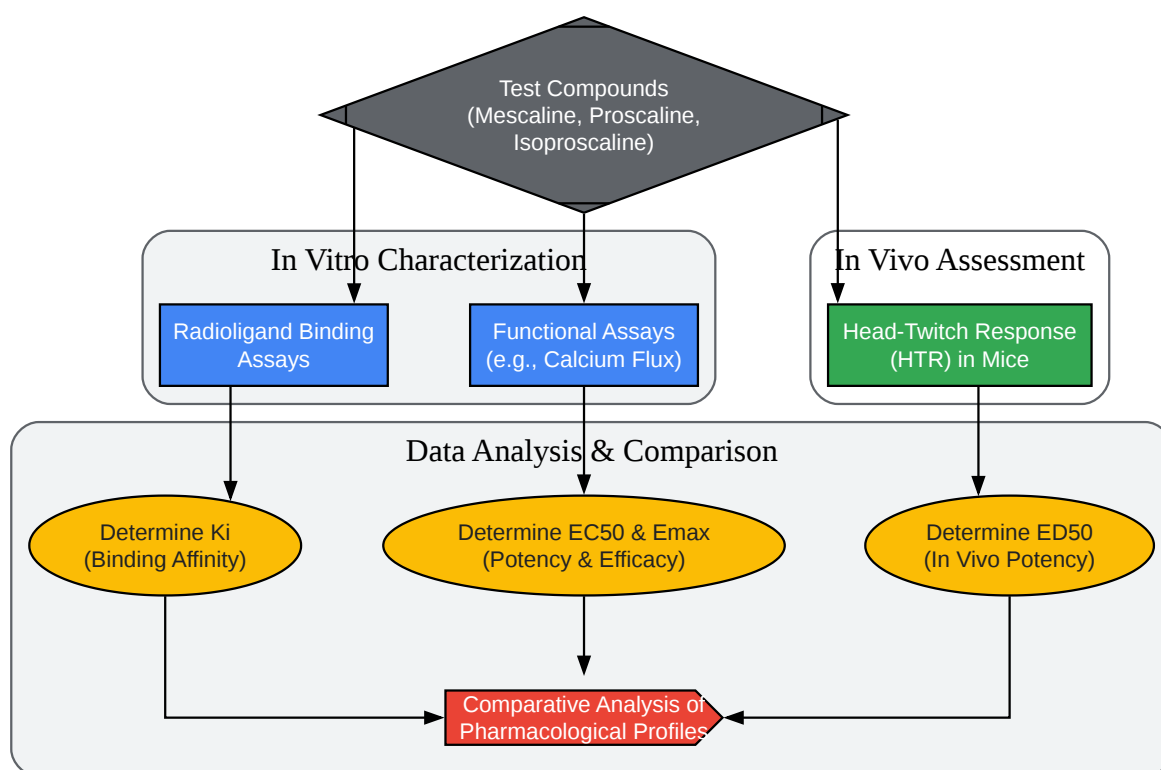 Test Compounds
(Mescaline, Proscaline,
Isoproscaline)
In Vitro Characterization
In Vivo Assessment
Radioligand Binding
Assays
Functional Assays
(e.g., Calcium Flux)
Head-Twitch Response
(HTR) in Mice
Data Analysis & Comparison
Determine Ki
(Binding Affinity)
Determine EC50 & Emax
(Potency & Efficacy)
Determine ED50
(In Vivo Potency)
Comparative Analysis of
Pharmacological Profiles